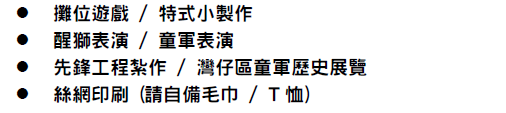 ● 攤位遊戲 / 特式小製作
● 醒獅表演 / 童軍表演
● 先鋒工程紮作 / 灣仔區童軍歷史展覽
● 絲網印刷 (請自備毛巾 / T 恤)